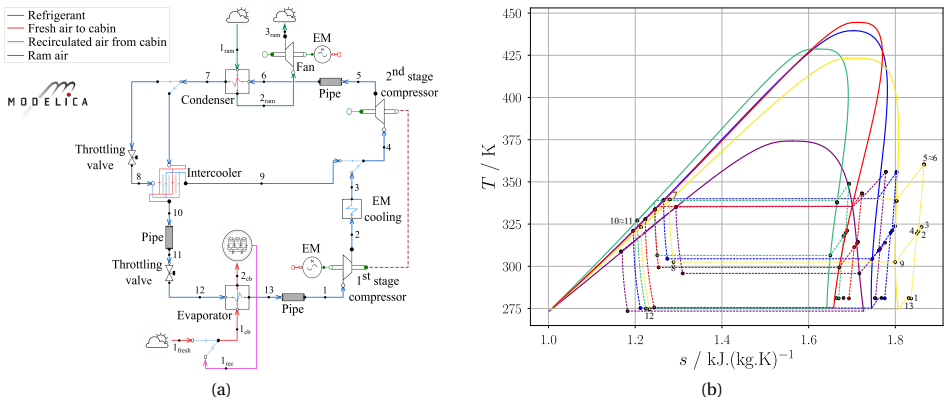 Refrigerant
Fresh air to cabin
Recirculated air from cabin
Ram air
MODELICA
1ram
3ram
EM
Fan
7
6
5
Condenser
2ram
Pipe
2nd stage
compressor
4
Throttling
valve
8
Intercooler
9
3
EM
cooling
10
Pipe
2
11
EM
Throttling
valve
1st stage
compressor
2cb
12
13
1
Evaporator
Pipe
1cb
1fresh
1rec
(a)
T / K
450
425
400
375
350
325
300
275
1.0
1.2
1.4
1.6
1.8
s / kJ.(kg.K)−1
5≈6
7
10≈11
3
4
2
8
9
12
1
13
(b)